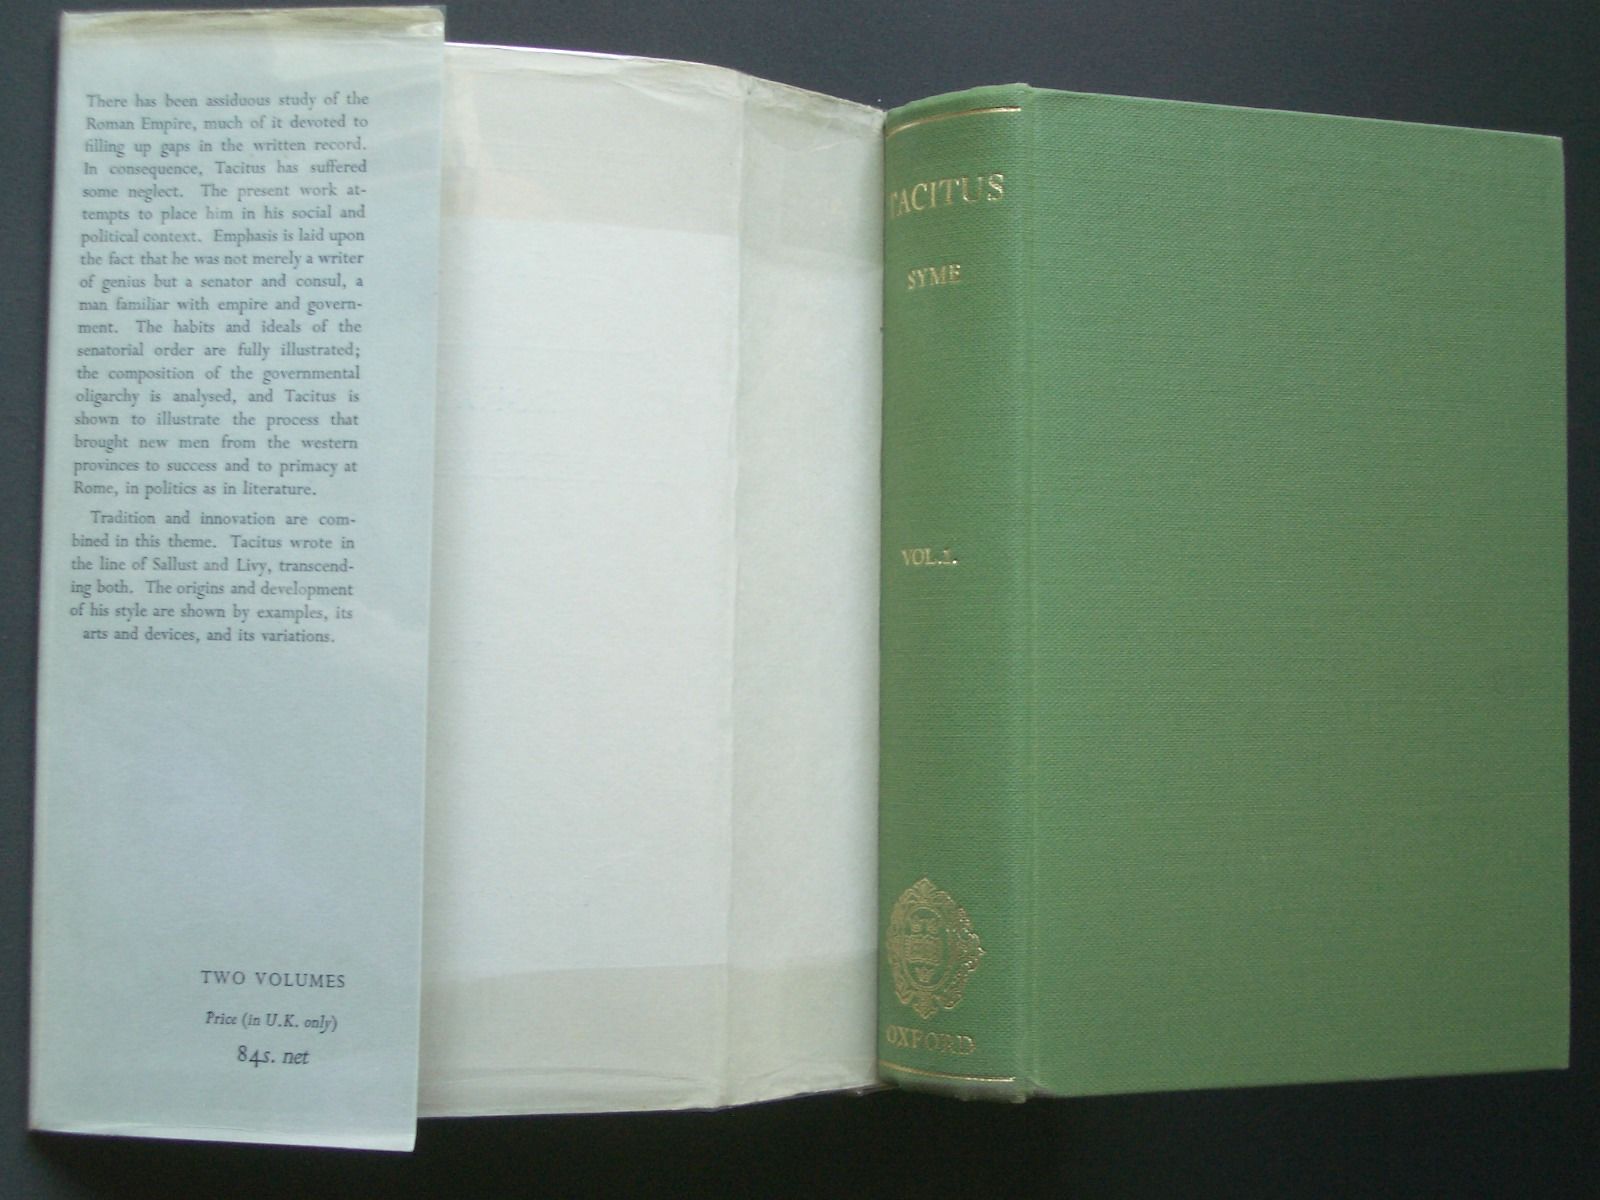 There has been assiduous study of the
Roman Empire, much of it devoted to
filling up gaps in the written record.
In consequence, Tacitus has suffered
some neglect. The present work at-
tempts to place him in his social and
political context. Emphasis is laid upon
the fact that he was not merely a writer
of genius but a senator and consul, a
man familiar with empire and govern-
ment. The habits and ideals of the
senatorial order are fully illustrated;
the composition of the governmental
oligarchy is analysed, and Tacitus is
shown to illustrate the process that
brought new men from the western
provinces to success and to primacy at
Rome, in politics as in literature.
Tradition and innovation are com-
bined in this theme. Tacitus wrote in
the line of Sallust and Livy, transcend-
ing both. The origins and development
of his style are shown by examples, its
arts and devices, and its variations.
TWO VOLUMES
Price (in U.K. only)
84s. net
TACITUS
SYME
VOL.1.
OXFORD